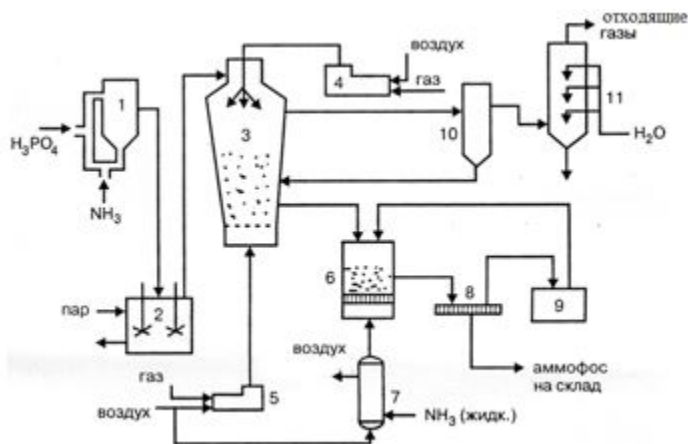 отходящие
газы
воздух
газ
4
1
3
10
11
H₃PO₄
H₂O
NH₃
6
пар
2
8
9
воздух
аммофос
на склад
газ
5
7
воздух
NH₃ (жидк.)